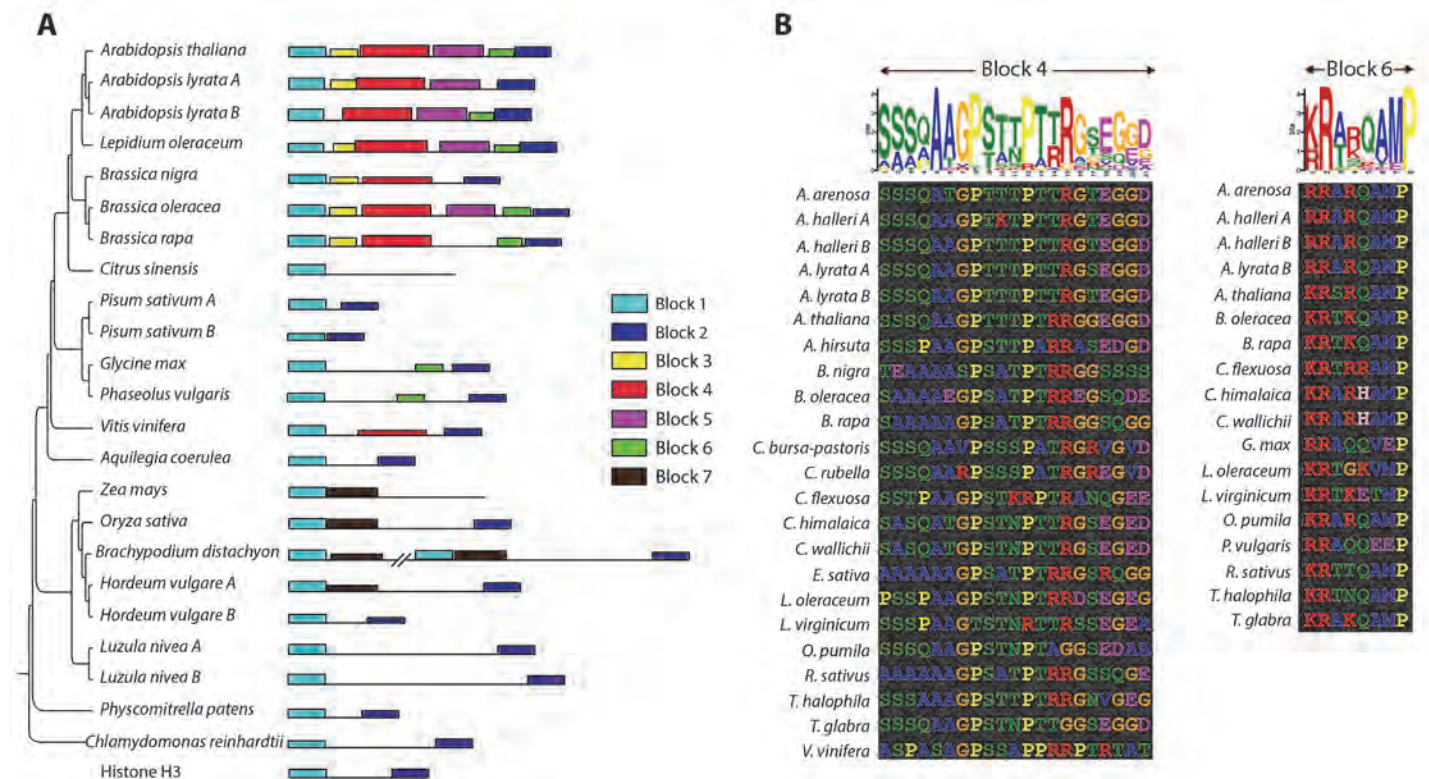 A
Arabidopsis thaliana
Arabidopsis lyrata A
Arabidopsis lyrata B
Lepidium oleraceum
Brassica nigra
Brassica oleracea
Brassica rapa
Citrus sinensis
Pisum sativum A
Pisum sativum B
Glycine max
Phaseolus vulgaris
Vitis vinifera
Aquilegia coerulea
Zea mays
Oryza sativa
Brachypodium distachyon
Hordeum vulgare A
Hordeum vulgare B
Luzula nivea A
Luzula nivea B
Physcomitrella patens
Chlamydomonas reinhardtii
Histone H3
Block 1
Block 2
Block 3
Block 4
Block 5
Block 6
Block 7
B
Block 4
A. arenosa SSSQATGPTTTPTTRGTEGGD
A. halleri A SSSQAAGPTKTPTTRGTEGGD
A. halleri B SSSQAAGPTTTPTTRGTEGGD
A. lyrata A SSSQAAGPTTTPTTRGSEGGD
A. lyrata B SSSQAAGPTTTPTTRGTEGGD
A. thaliana SSSQAAGPSTTPTRRGGEGGD
A. hirsuta SSSPAAGPSTTPARRASEDGD
B. nigra TEAAAASPSATPTRRGGSSSS
B. oleracea SAAAAEGPSATPTRREGSQDE
B. rapa SAAAAAGPSATPTRRGGSQGG
C. bursa-pastoris SSSQAAVPSSSPATRGRVGVD
C. rubella SSSQAARPSSSPATRGREGVD
C. flexuosa SSTPAAGPSTKRPTRANQGEE
C. himalaica SASQATGPSTNPTTRGSEGED
C. wallichii SASQATGPSTNPTTRGSEGED
E. sativa AAAAAAGPSATPTRRGSRQGG
L. oleraceum PSSPAAGPSTNPTRRDSEGEG
L. virginicum SSSPAAGTSTNRTTRSSEGEA
O. pumila SSSQAAGPSTNPTAGGSEDAA
R. sativus AAAAAAGPSATPTRRGSSQGE
T. halophila SSSAAAGPSTTPTRRGNVGEG
T. glabra SSSQAAGPSTNPTTGGSEGGD
V. vinifera ASPASAGPSSAPPRRPTRTAT
Block 6
A. arenosa RRARQAMP
A. halleri A RRARQAMP
A. halleri B RRARQAMP
A. lyrata B RRARQAMP
A. thaliana KRSRQAMP
B. oleracea KRTKQAMP
B. rapa KRTKQAMP
C. flexuosa KRTRRAMP
C. himalaica KRARHAMP
C. wallichii KRARHAMP
G. max RRAQQVEP
L. oleraceum KRTGKVMP
L. virginicum KRTKETMP
O. pumila KRARQAMP
P. vulgaris RRAQQEEP
R. sativus KRTTQAMP
T. halophila KRTNQAMP
T. glabra KRAKQAMP